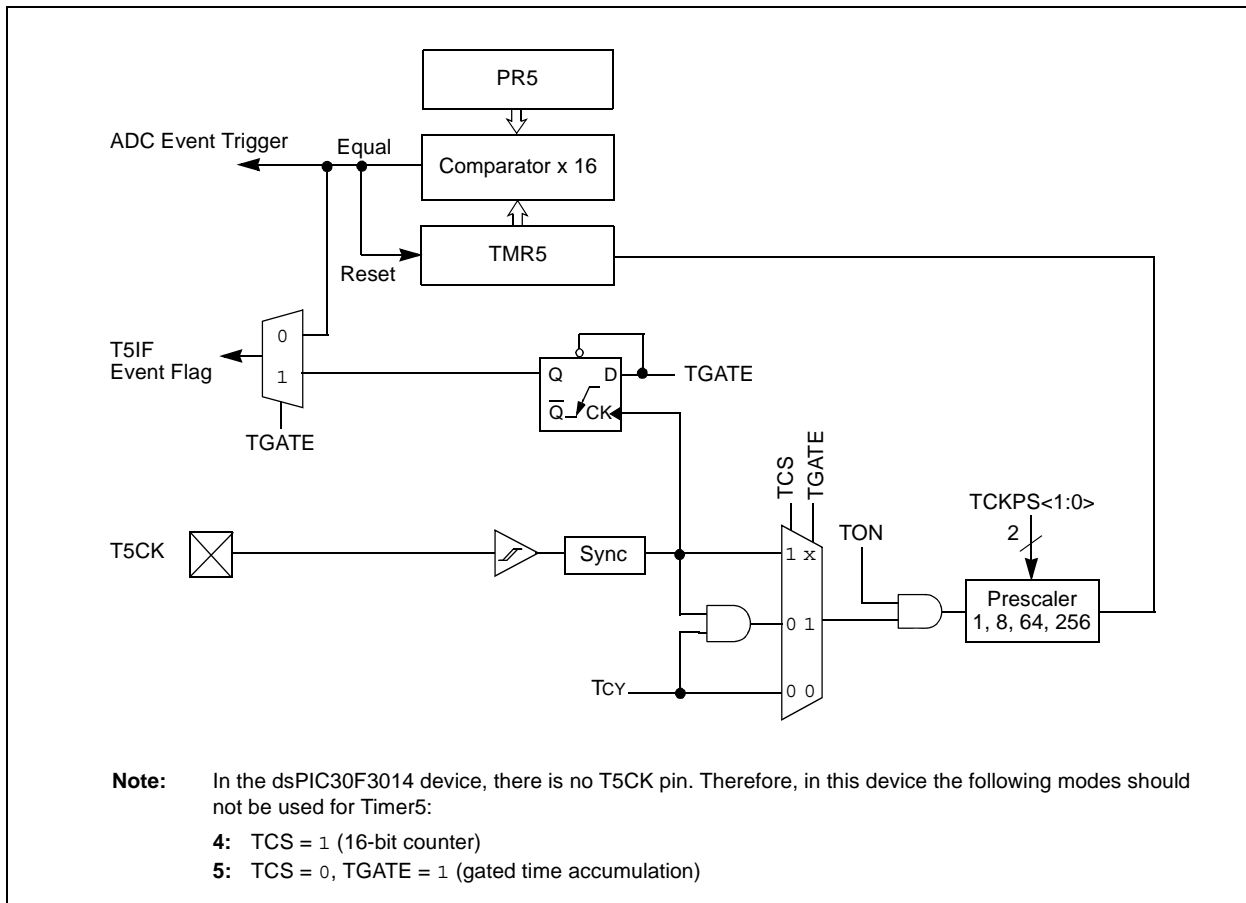 PR5
ADC Event Trigger
Equal
Comparator x 16
TMR5
Reset
0
T5IF
Event Flag
1
Q D
TGATE
Q CK
TGATE
TCS
TGATE
TCKPS<1:0>
2
TON
T5CK
Sync
1 x
Prescaler
1, 8, 64, 256
0 1
TCY
0 0
Note: In the dsPIC30F3014 device, there is no T5CK pin. Therefore, in this device the following modes should
not be used for Timer5:
4: TCS = 1 (16-bit counter)
5: TCS = 0, TGATE = 1 (gated time accumulation)